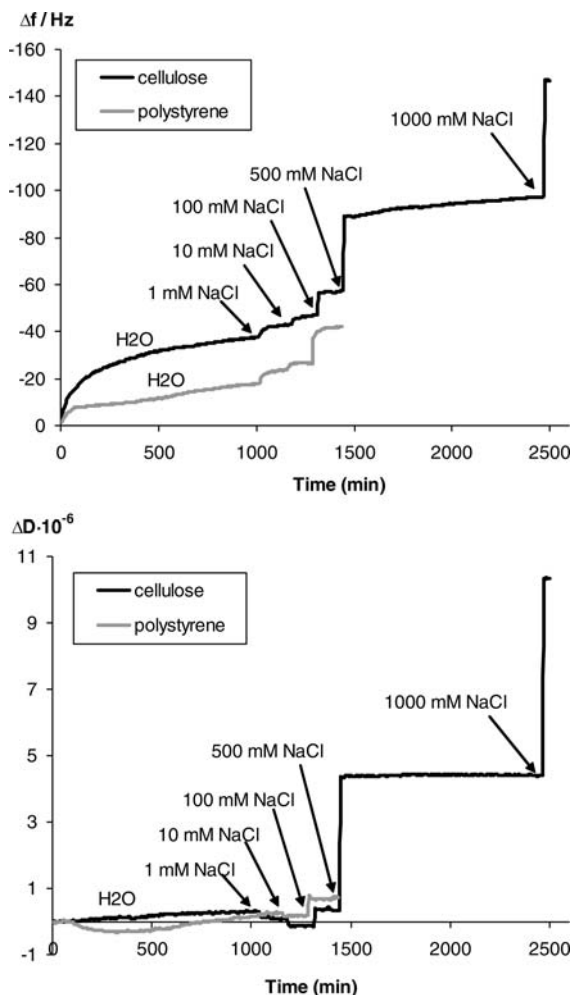 Δf / Hz
-160
-140
-120
-100
-80
-60
-40
-20
0
cellulose
polystyrene
1000 mM NaCl
500 mM NaCl
100 mM NaCl
10 mM NaCl
1 mM NaCl
H2O
H2O
0 500 1000 1500 2000 2500
Time (min)
ΔD·10⁻⁶
11
9
7
5
3
1
-1
cellulose
polystyrene
1000 mM NaCl
500 mM NaCl
100 mM NaCl
10 mM NaCl
1 mM NaCl
H2O
0 500 1000 1500 2000 2500
Time (min)